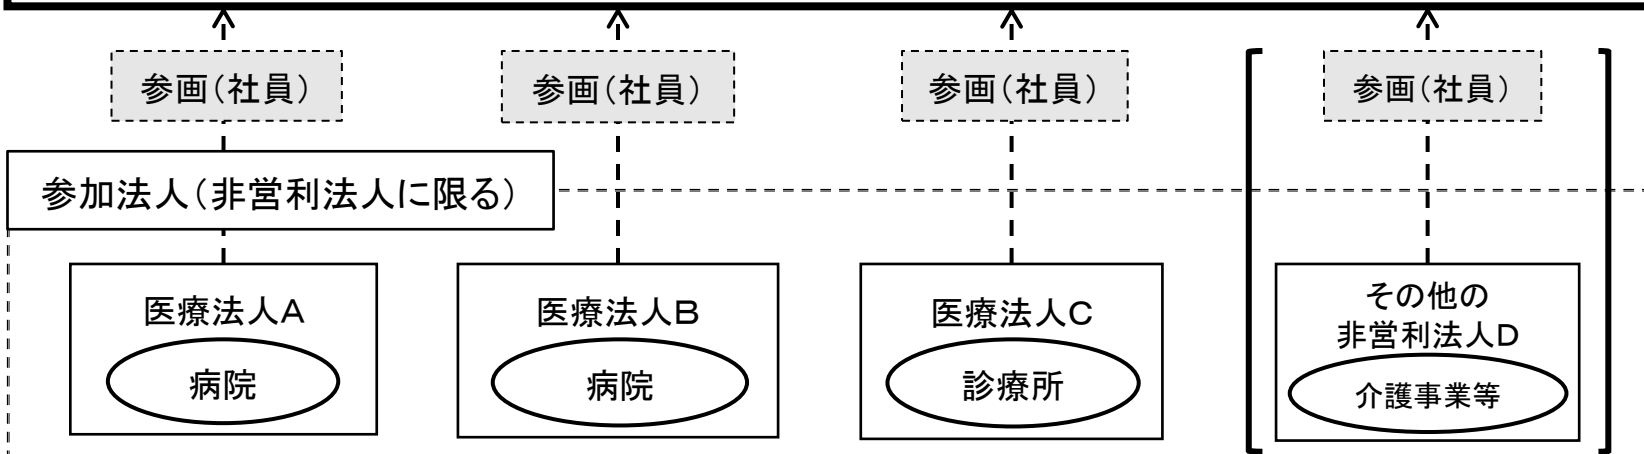 参画（社員）
参画（社員）
参画（社員）
参画（社員）
参加法人（非営利法人に限る）
医療法人A
病院
医療法人B
病院
医療法人C
診療所
その他の
非営利法人D
介護事業等